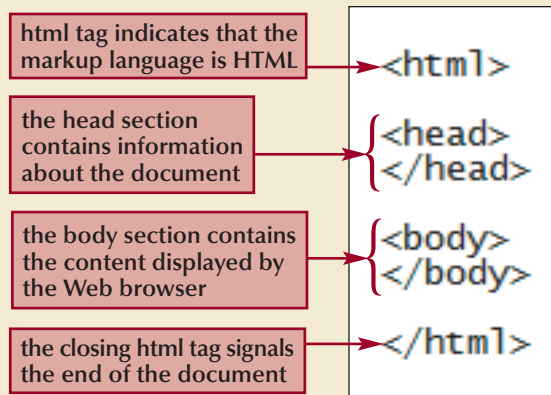 html tag indicates that the
markup language is HTML
<html>
the head section
contains information
about the document
<head>
</head>
the body section contains
the content displayed by
the Web browser
<body>
</body>
the closing html tag signals
the end of the document
</html>